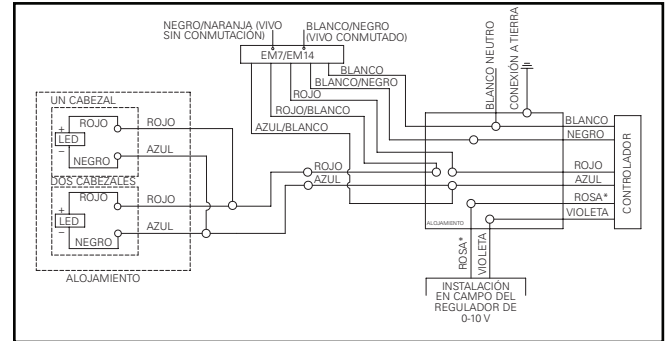 NEGRO/NARANJA (VIVO
SIN CONMUTACIÓN)
BLANCO/NEGRO
(VIVO CONMUTADO)
EM7/EM14
BLANCO
BLANCO/NEGRO
ROJO
ROJO/BLANCO
AZUL/BLANCO
BLANCO NEUTRO
CONEXIÓN A TIERRA
UN CABEZAL
ROJO
ROJO
+
LED
–
NEGRO
AZUL
DOS CABEZALES
ROJO
ROJO
+
LED
–
NEGRO
AZUL
ALOJAMIENTO
ROJO
AZUL
BLANCO
NEGRO
ROJO
AZUL
ROSA*
VIOLETA
CONTROLADOR
ALOJAMIENTO
ROSA*
VIOLETA
INSTALACIÓN
EN CAMPO DEL
REGULADOR DE
0-10 V